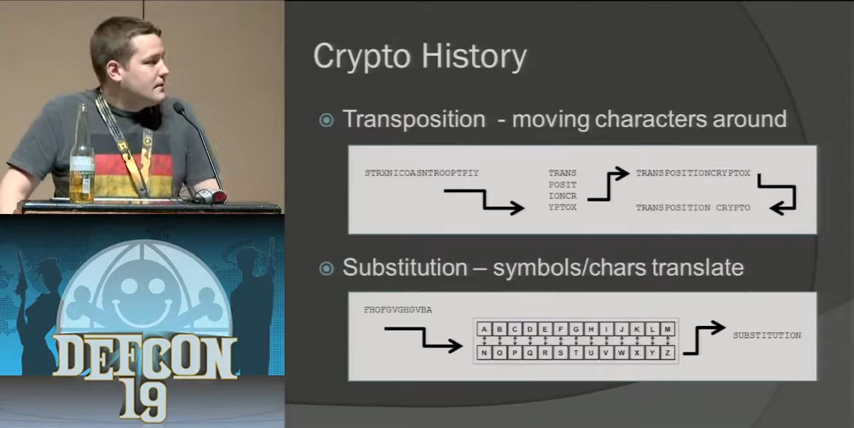 Crypto History
Transposition - moving characters around
STRXNICOASNTROOPTPIY
TRANS
POSIT
IONCR
YPTOX
TRANSPOSITIONCRYPTOX
TRANSPOSITION CRYPTO
Substitution – symbols/chars translate
FHOFGVGHGVBA
A B C D E F G H I J K L M
N O P Q R S T U V W X Y Z
SUBSTITUTION
DEFCON
19